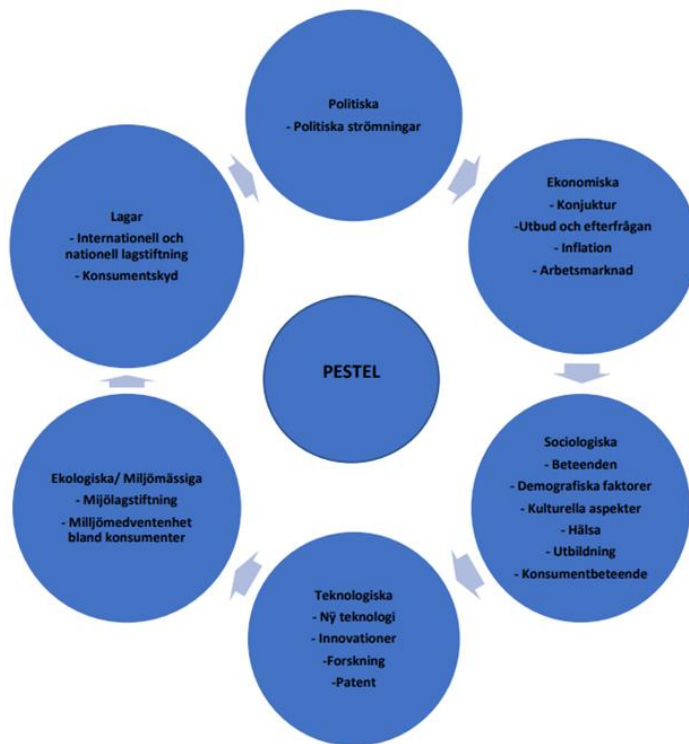 Politiska
- Politiska strömningar
Ekonomiska
- Konjuktur
-Utbud och efterfrågan
- Inflation
- Arbetsmarknad
Sociologiska
- Beteenden
- Demografiska faktorer
- Kulturella aspekter
- Hälsa
- Utbildning
- Konsumentbeteende
Teknologiska
- Nÿ teknologi
- Innovationer
-Forskning
-Patent
Ekologiska/ Miljömässiga
- Mijölagstiftning
- Milljömedventenhet
bland konsumenter
Lagar
- Internationell och
nationell lagstiftning
- Konsumentskyd
PESTEL